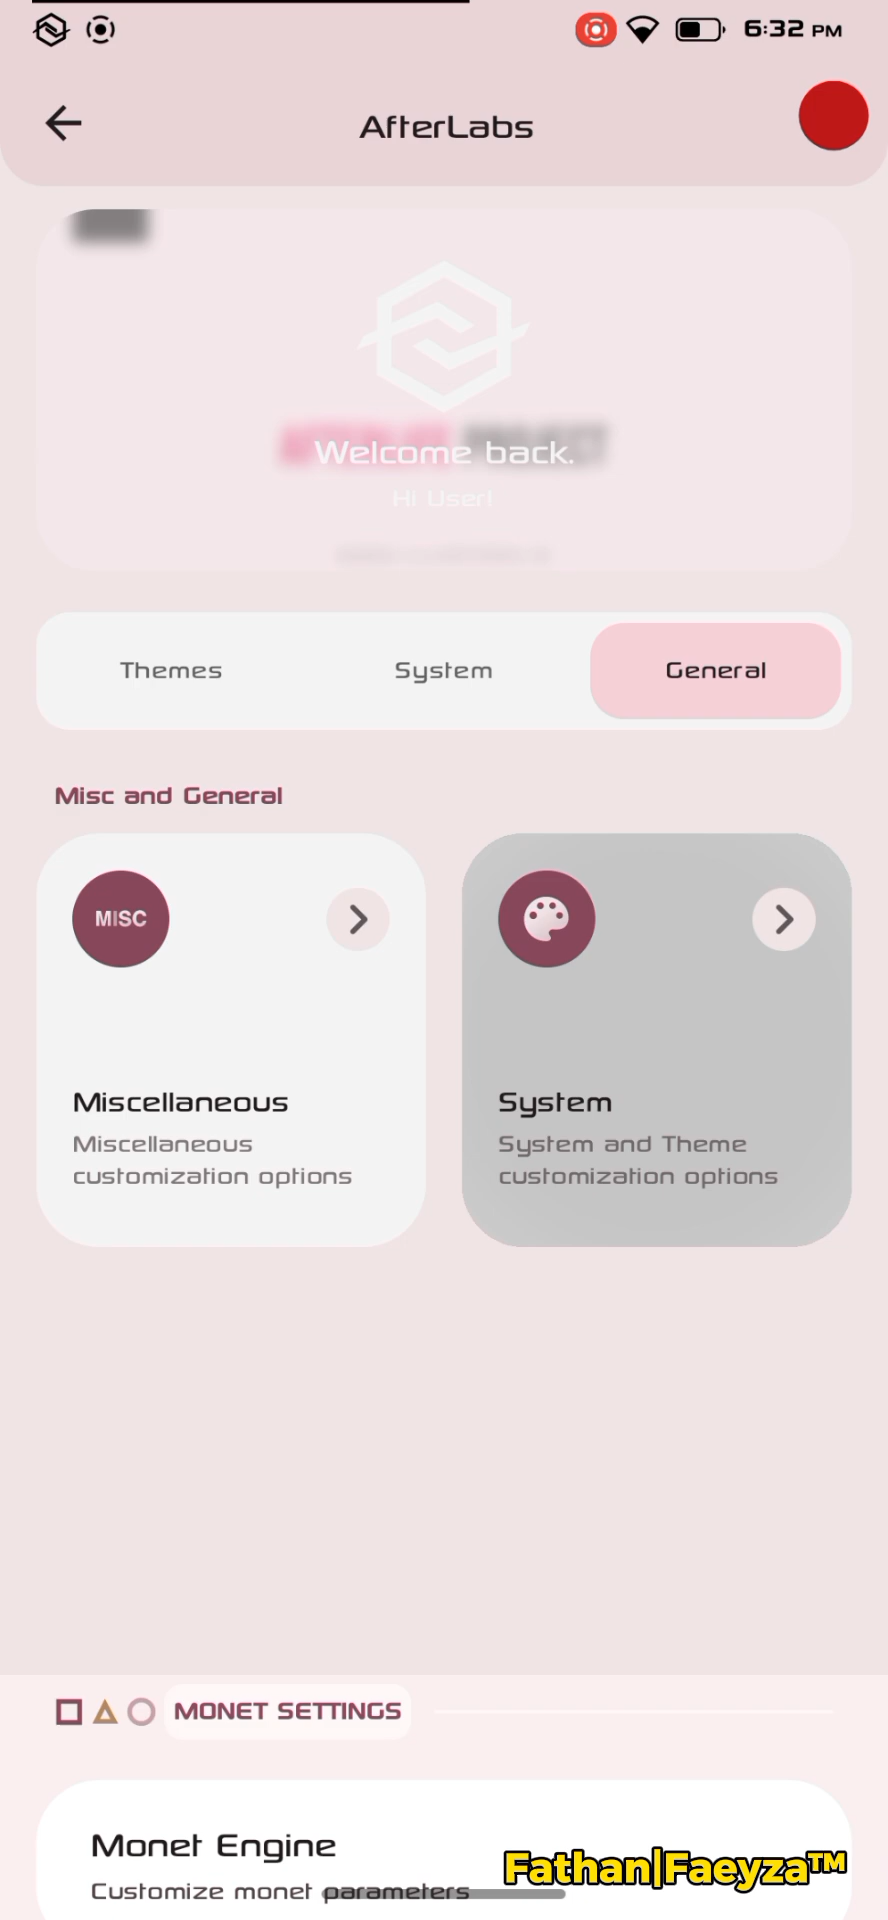 6:32 PM
AfterLabs
Welcome back.
Hi User!
Themes
System
General
Misc and General
MISC
Miscellaneous
Miscellaneous
customization options
System
System and Theme
customization options
MONET SETTINGS
Monet Engine
Customize monet parameters
Fathan|Faeyza™